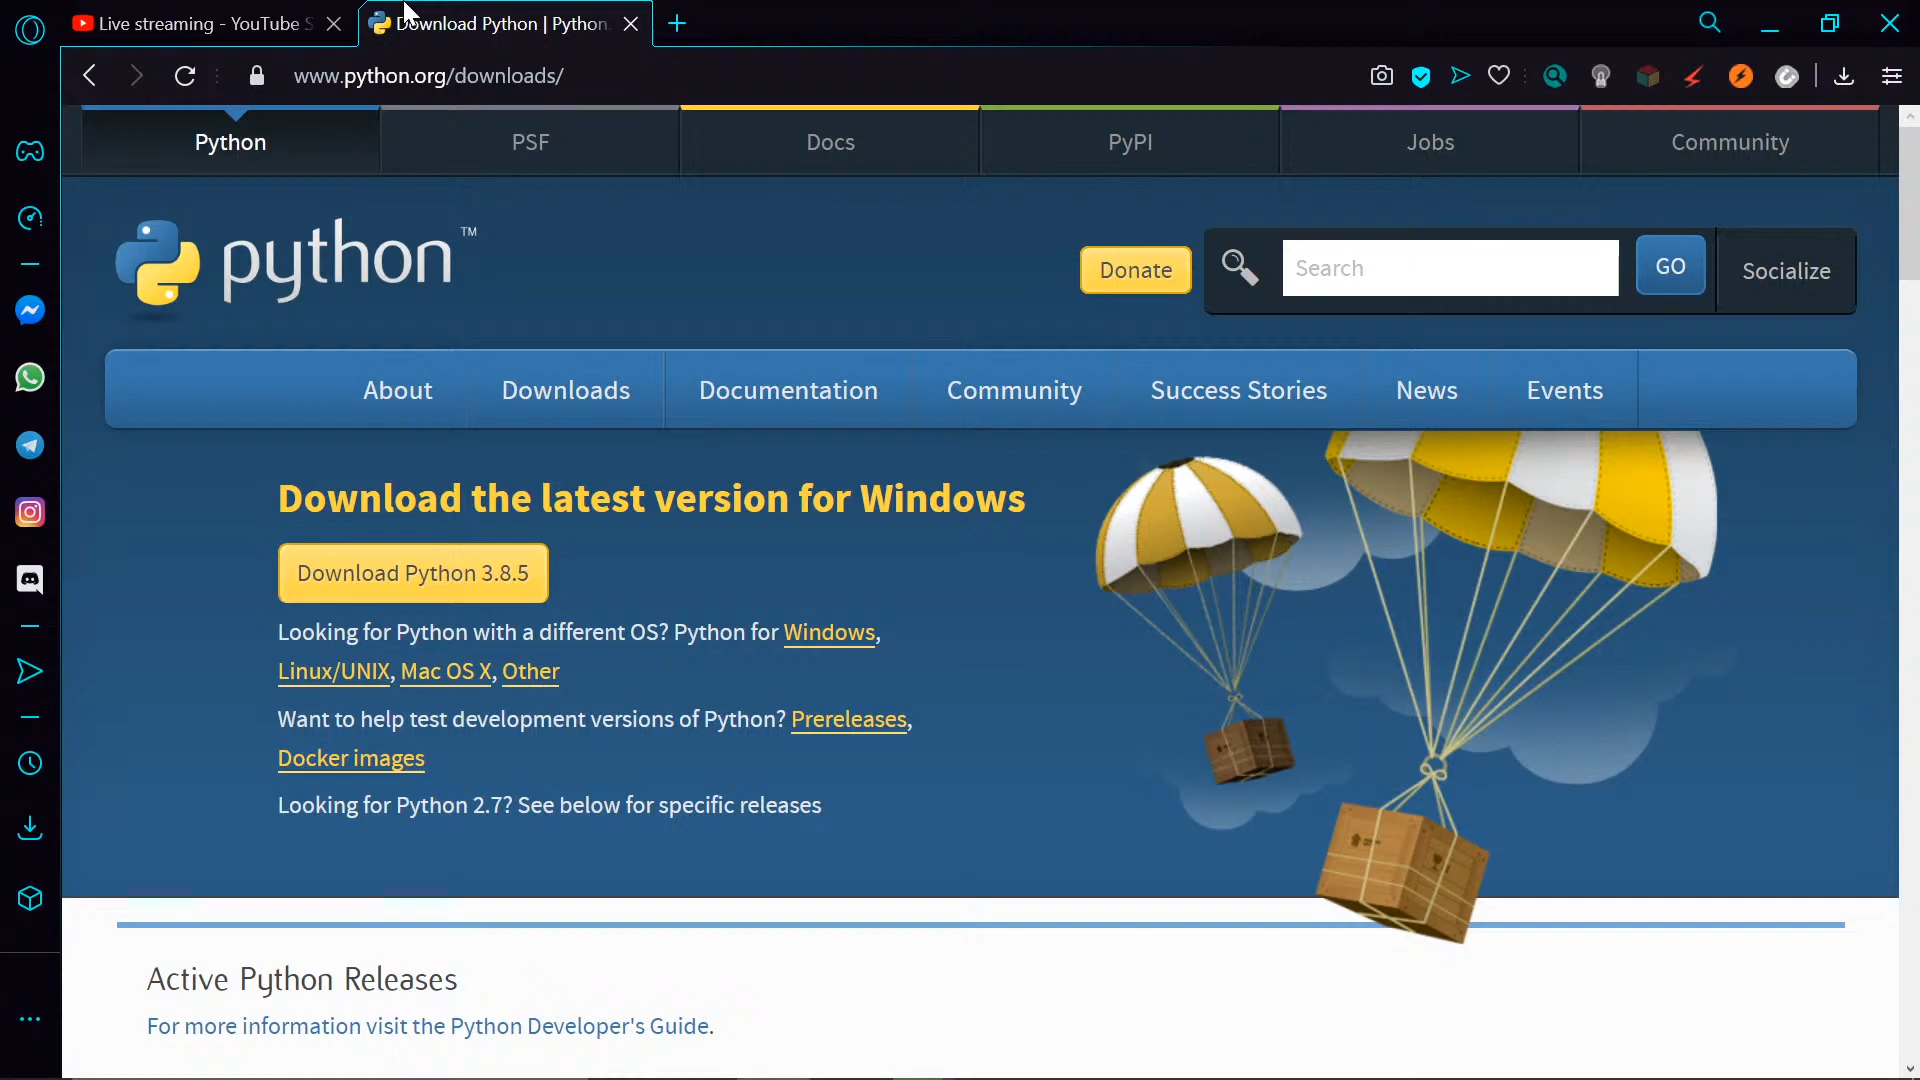 Live streaming - YouTube S
Download Python | Python.
www.python.org/downloads/
Python
PSF
Docs
PyPI
Jobs
Community
python™
Donate
Search
GO
Socialize
About
Downloads
Documentation
Community
Success Stories
News
Events
Download the latest version for Windows
Download Python 3.8.5
Looking for Python with a different OS? Python for Windows,
Linux/UNIX, Mac OS X, Other
Want to help test development versions of Python? Prereleases,
Docker images
Looking for Python 2.7? See below for specific releases
Active Python Releases
For more information visit the Python Developer's Guide.